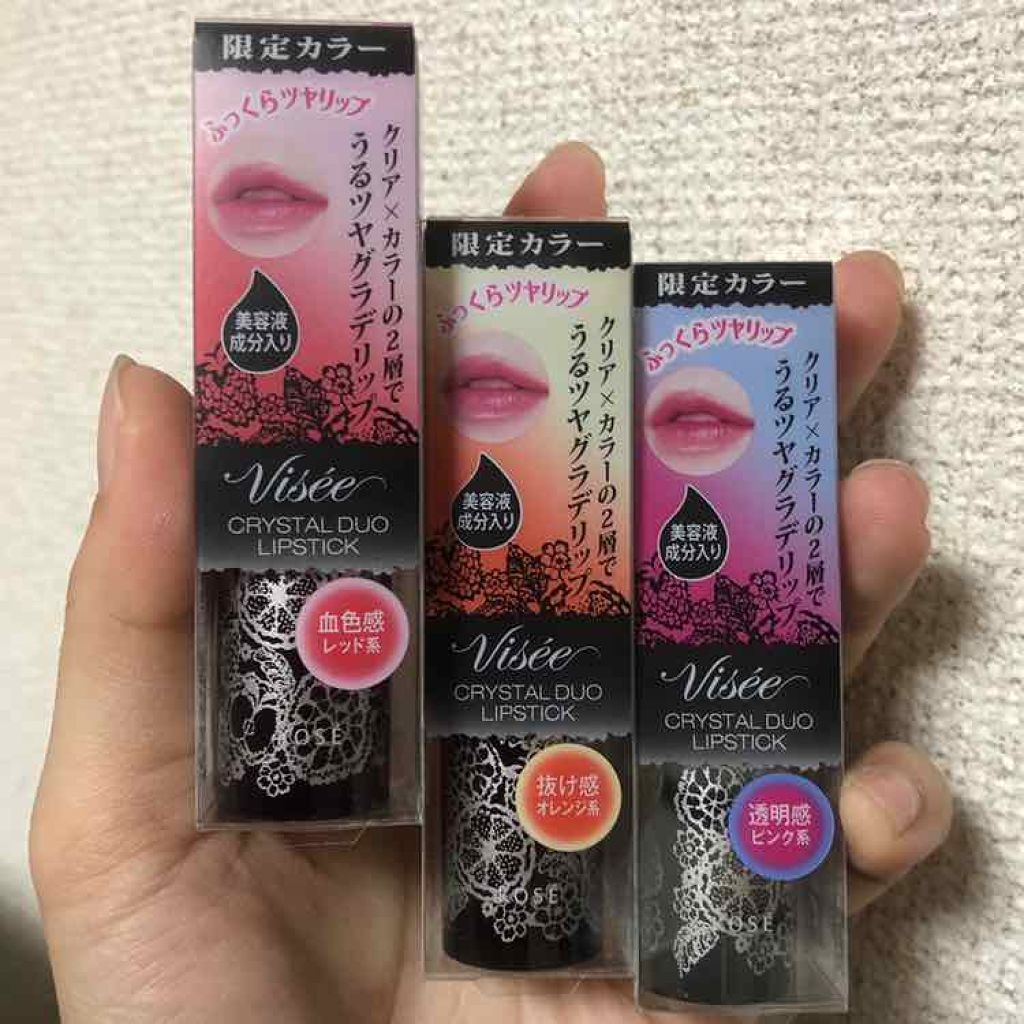 限定カラー
ふっくらツヤリップ
クリア×カラーの2層で
うるツヤグラデリップ
美容液
成分入り
Visée
CRYSTAL DUO
LIPSTICK
血色感
レッド系
KOSÉ
限定カラー
ふっくらツヤリップ
クリア×カラーの2層で
うるツヤグラデリップ
美容液
成分入り
Visée
CRYSTAL DUO
LIPSTICK
抜け感
オレンジ系
KOSÉ
限定カラー
ふっくらツヤリップ
クリア×カラーの2層で
うるツヤグラデリップ
美容液
成分入り
Visée
CRYSTAL DUO
LIPSTICK
透明感
ピンク系
KOSÉ